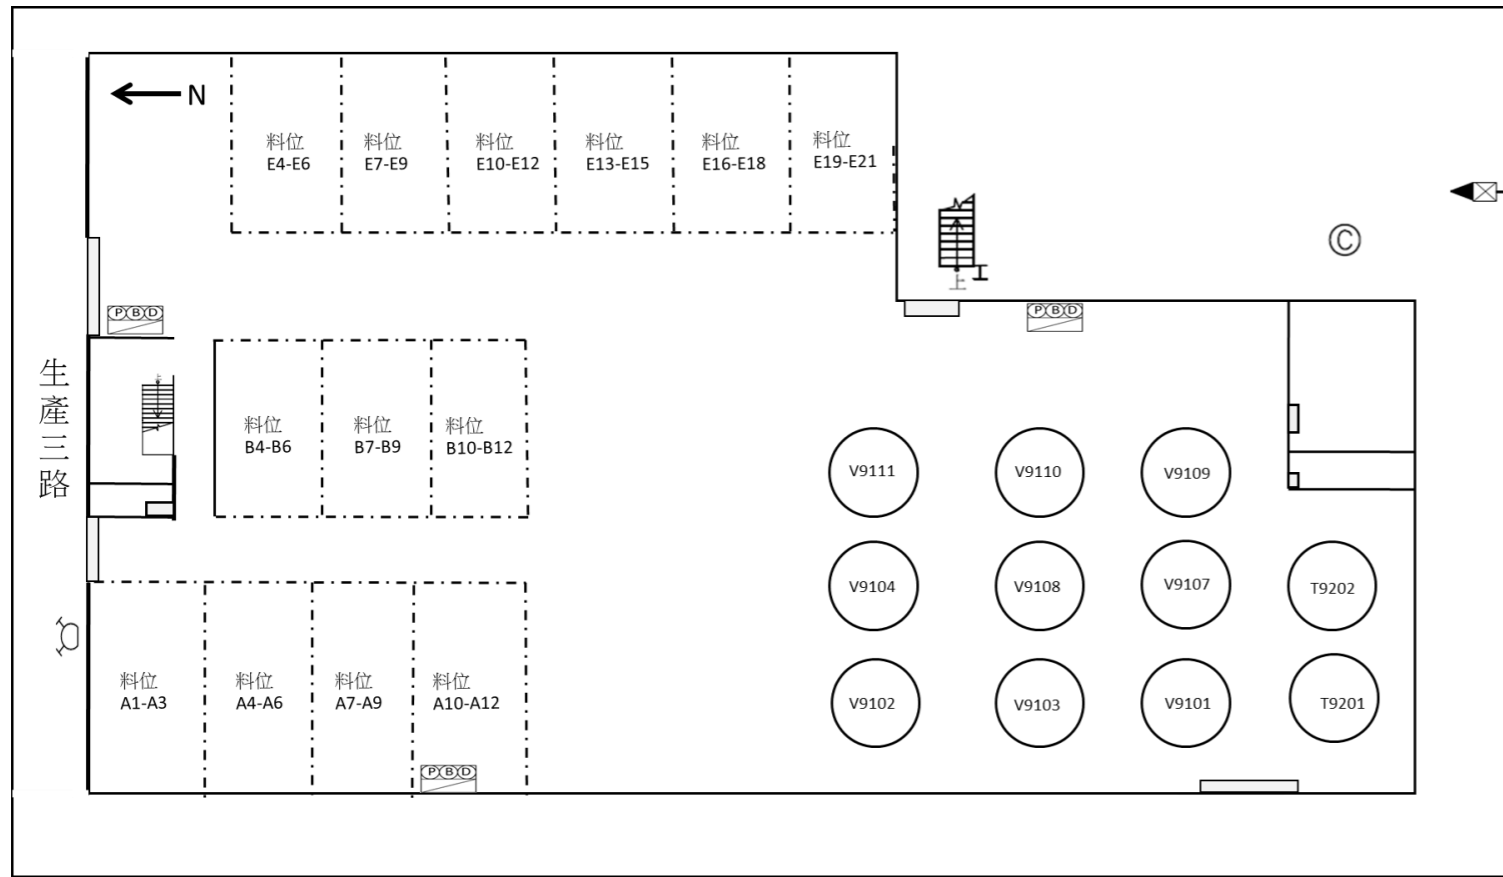 N
料位
E4-E6
料位
E7-E9
料位
E10-E12
料位
E13-E15
料位
E16-E18
料位
E19-E21
C
上
P B D
P B D
生產三路
料位
B4-B6
料位
B7-B9
料位
B10-B12
V9111
V9110
V9109
V9104
V9108
V9107
T9202
料位
A1-A3
料位
A4-A6
料位
A7-A9
料位
A10-A12
V9102
V9103
V9101
T9201
P B D